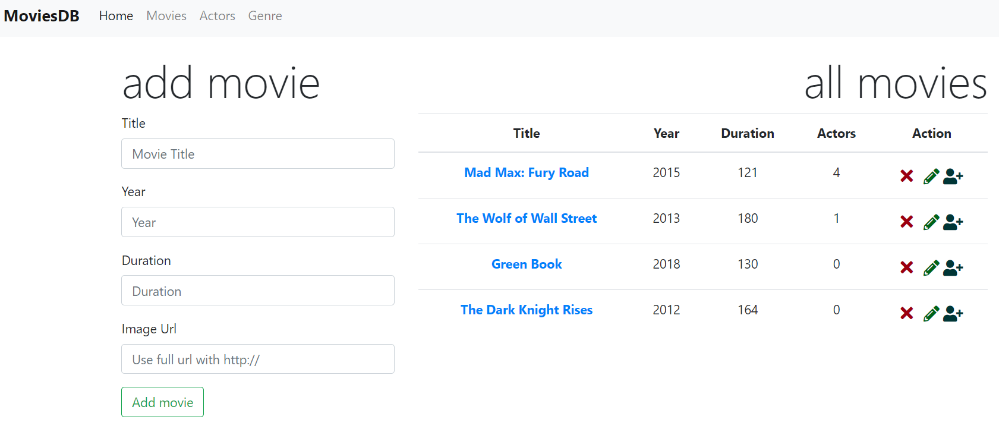 MoviesDB Home Movies Actors Genre
add movie
Title
Movie Title
Year
Year
Duration
Duration
Image Url
Use full url with http://
Add movie
all movies
Title Year Duration Actors Action
Mad Max: Fury Road 2015 121 4
The Wolf of Wall Street 2013 180 1
Green Book 2018 130 0
The Dark Knight Rises 2012 164 0